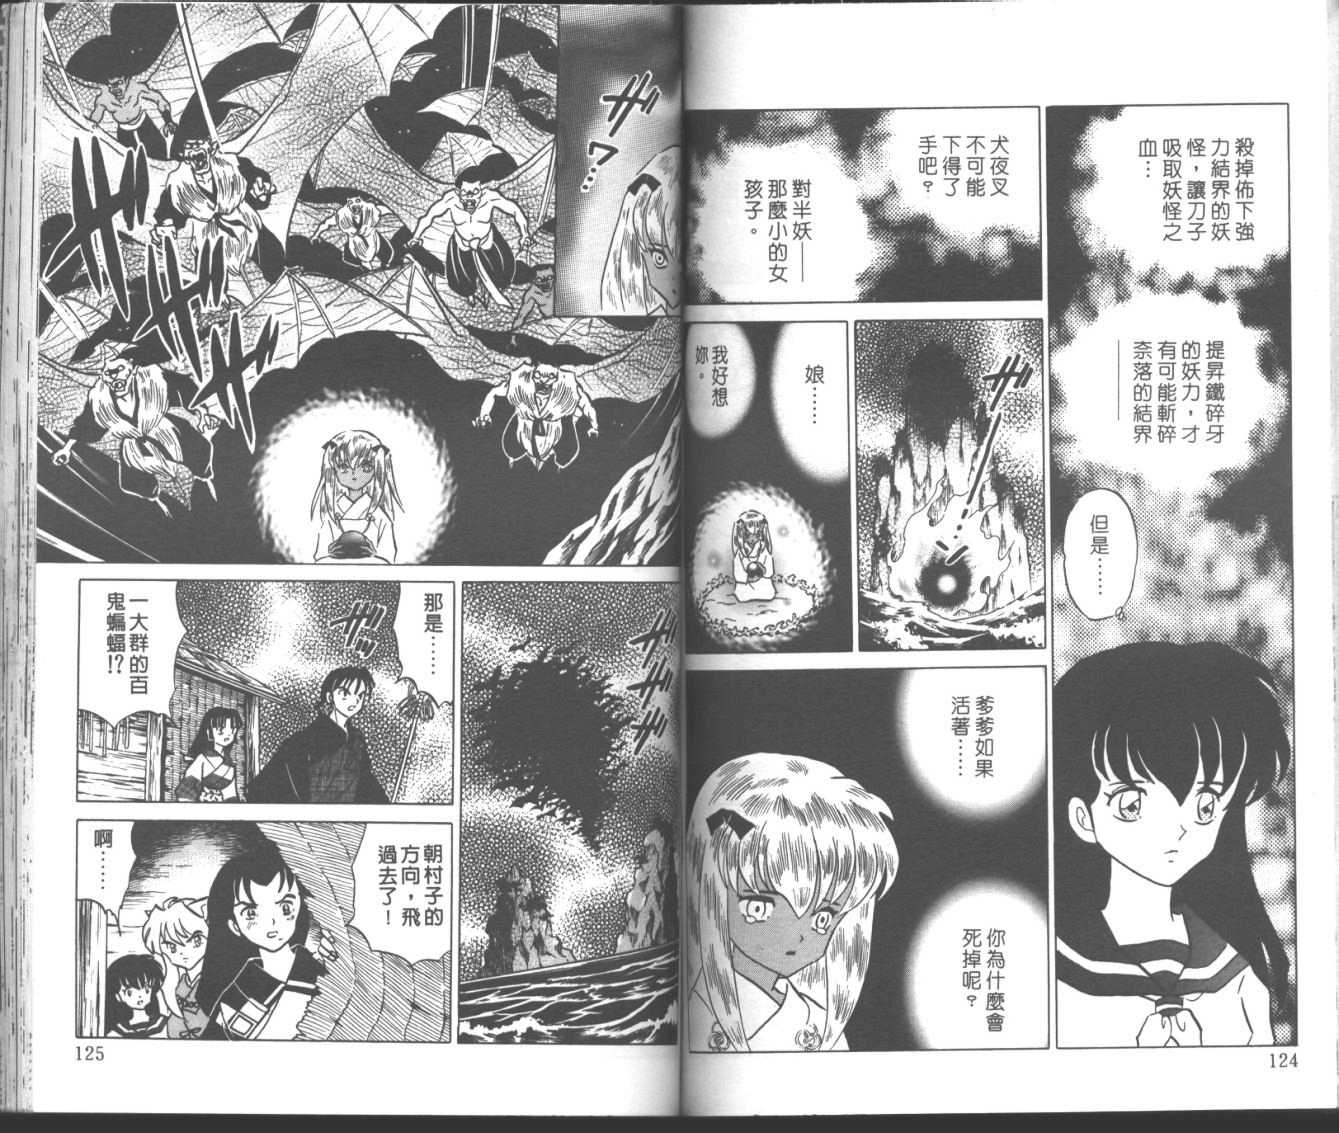 殺掉佈下強
力結界的妖
怪，讓刀子
吸取妖怪之
血…
提昇鐵碎牙
的妖力，才
有可能斬碎
奈落的結界
——
但是……
犬夜叉
不可能
下得了
手吧？
對半妖——
那麼小的女
孩子。
娘……
我好想
妳。
爹爹如果
活著……
你為什麼會
死掉呢？
124
ザワ…
那是……
一大群的百
鬼蝙蝠!?
朝村子的
方向，飛
過去了！
啊……
125